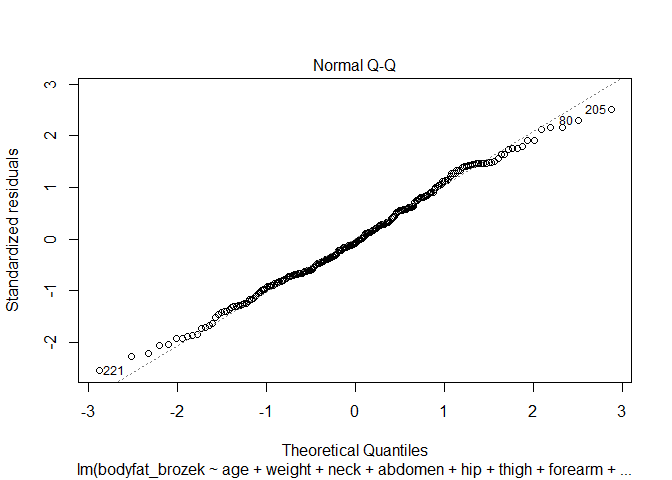 Normal Q-Q
3
2
1
0
-1
-2
Standardized residuals
205
80
221
-3 -2 -1 0 1 2 3
Theoretical Quantiles
lm(bodyfat_brozek ~ age + weight + neck + abdomen + hip + thigh + forearm + ...